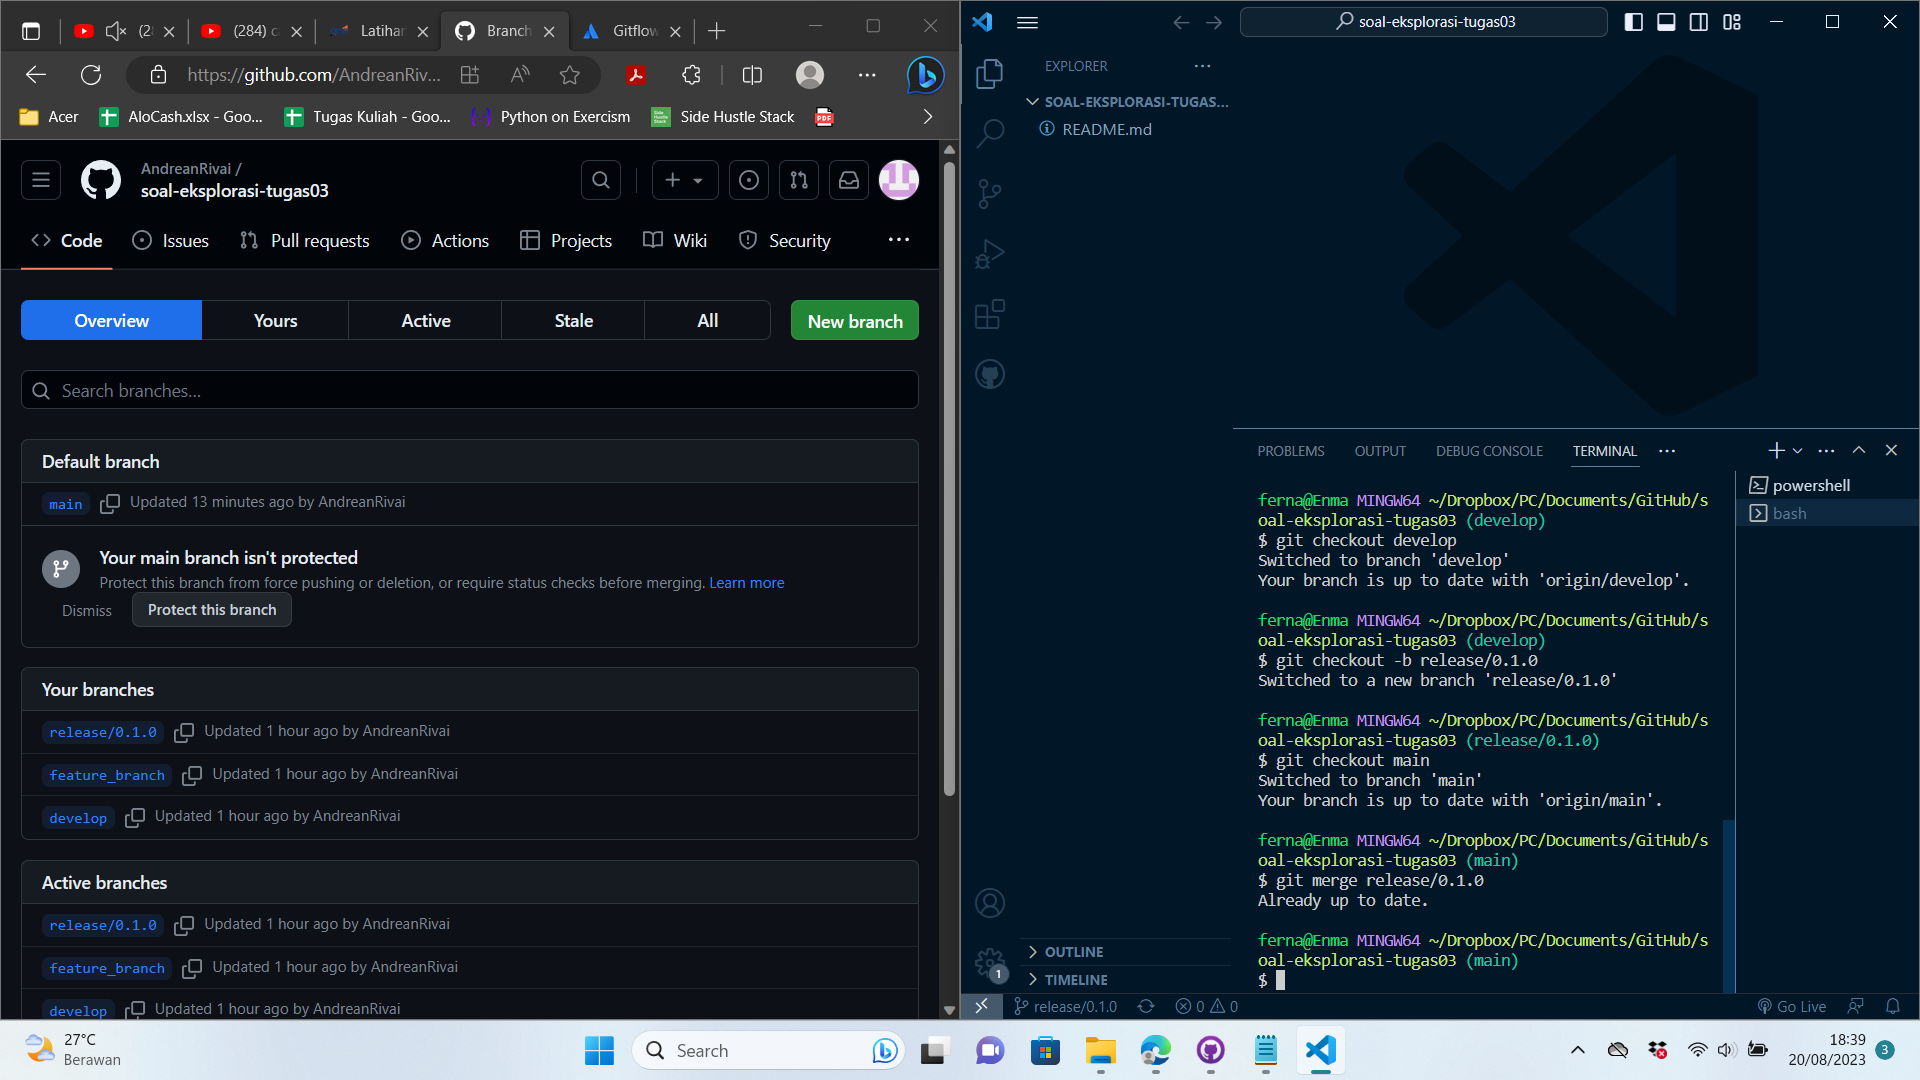 (2
(284) c
Latihar
Branch
Gitflow
https://github.com/AndreanRiv...
Acer
AloCash.xlsx - Goo...
Tugas Kuliah - Goo...
Python on Exercism
Side Hustle Stack
PDF
AndreanRivai /
soal-eksplorasi-tugas03
Code
Issues
Pull requests
Actions
Projects
Wiki
Security
Overview
Yours
Active
Stale
All
New branch
Search branches...
Default branch
main
Updated 13 minutes ago by AndreanRivai
Your main branch isn't protected
Protect this branch from force pushing or deletion, or require status checks before merging. Learn more
Dismiss
Protect this branch
Your branches
release/0.1.0
Updated 1 hour ago by AndreanRivai
feature_branch
Updated 1 hour ago by AndreanRivai
develop
Updated 1 hour ago by AndreanRivai
Active branches
release/0.1.0
Updated 1 hour ago by AndreanRivai
feature_branch
Updated 1 hour ago by AndreanRivai
develop
Updated 1 hour ago by AndreanRivai
soal-eksplorasi-tugas03
EXPLORER
SOAL-EKSPLORASI-TUGAS...
README.md
PROBLEMS
OUTPUT
DEBUG CONSOLE
TERMINAL
powershell
bash
ferna@Enma MINGW64 ~/Dropbox/PC/Documents/GitHub/s
oal-eksplorasi-tugas03 (develop)
$ git checkout develop
Switched to branch 'develop'
Your branch is up to date with 'origin/develop'.
ferna@Enma MINGW64 ~/Dropbox/PC/Documents/GitHub/s
oal-eksplorasi-tugas03 (develop)
$ git checkout -b release/0.1.0
Switched to a new branch 'release/0.1.0'
ferna@Enma MINGW64 ~/Dropbox/PC/Documents/GitHub/s
oal-eksplorasi-tugas03 (release/0.1.0)
$ git checkout main
Switched to branch 'main'
Your branch is up to date with 'origin/main'.
ferna@Enma MINGW64 ~/Dropbox/PC/Documents/GitHub/s
oal-eksplorasi-tugas03 (main)
$ git merge release/0.1.0
Already up to date.
ferna@Enma MINGW64 ~/Dropbox/PC/Documents/GitHub/s
oal-eksplorasi-tugas03 (main)
$
OUTLINE
TIMELINE
1
release/0.1.0
0
0
Go Live
27°C
Berawan
Search
18:39
20/08/2023
3